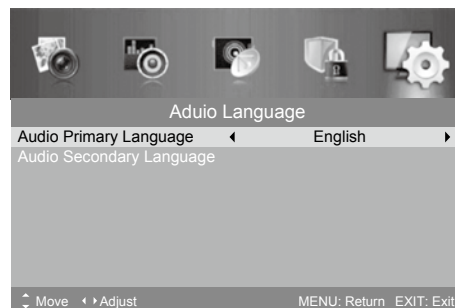 Aduio Language
Audio Primary Language English
Audio Secondary Language
Move Adjust MENU: Return EXIT: Exit